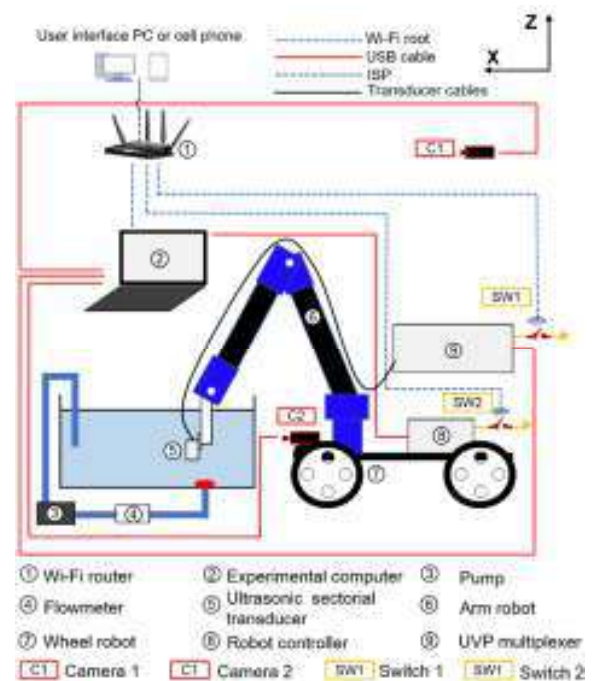 User interface PC or cell phone
Wi-Fi root
USB cable
ISP
Transducer cables
Z
X
①
C1
②
SW1
⑥
⑨
SW2
C2
⑧
⑤
⑦
③
④
① Wi-Fi router ② Experimental computer ③ Pump
④ Flowmeter ⑤ Ultrasonic sectorial transducer ⑥ Arm robot
⑦ Wheel robot ⑧ Robot controller ⑨ UVP multiplexer
C1 Camera 1 C1 Camera 2 SW1 Switch 1 SW1 Switch 2